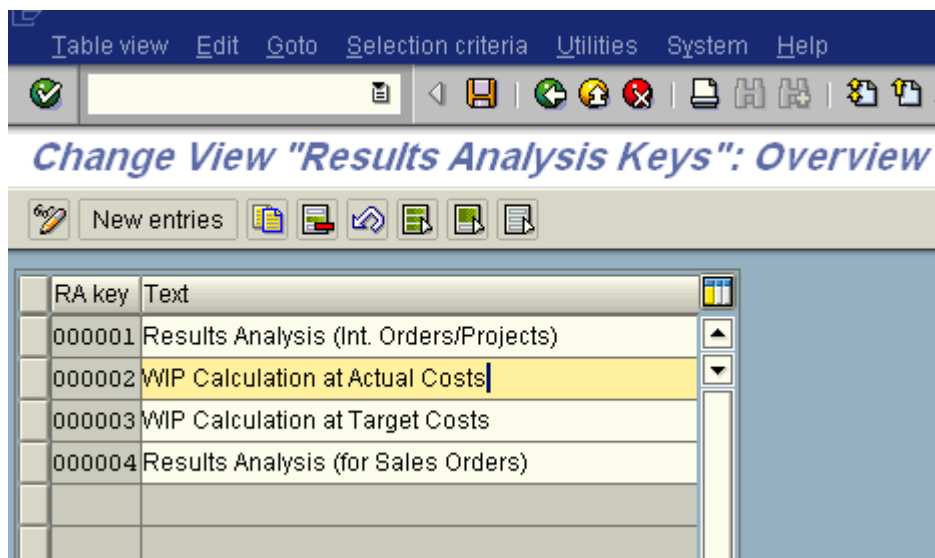 Table view Edit Goto Selection criteria Utilities System Help
Change View "Results Analysis Keys": Overview
New entries
RA key Text
000001 Results Analysis (Int. Orders/Projects)
000002 WIP Calculation at Actual Costs
000003 WIP Calculation at Target Costs
000004 Results Analysis (for Sales Orders)